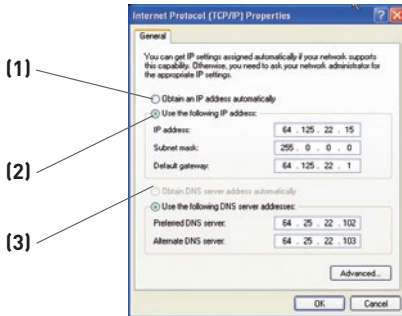 Internet Protocol (TCP/IP) Properties
General
You can get IP settings assigned automatically if your network supports
this capability. Otherwise, you need to ask your network administrator for
the appropriate IP settings.
(1)
Obtain an IP address automatically
Use the following IP address:
IP address: 64 . 125 . 22 . 15
(2)
Subnet mask: 255 . 0 . 0 . 0
Default gateway: 64 . 125 . 22 . 1
Obtain DNS server address automatically
Use the following DNS server addresses:
(3)
Preferred DNS server: 64 . 25 . 22 . 102
Alternate DNS server: 64 . 25 . 22 . 103
Advanced...
OK Cancel